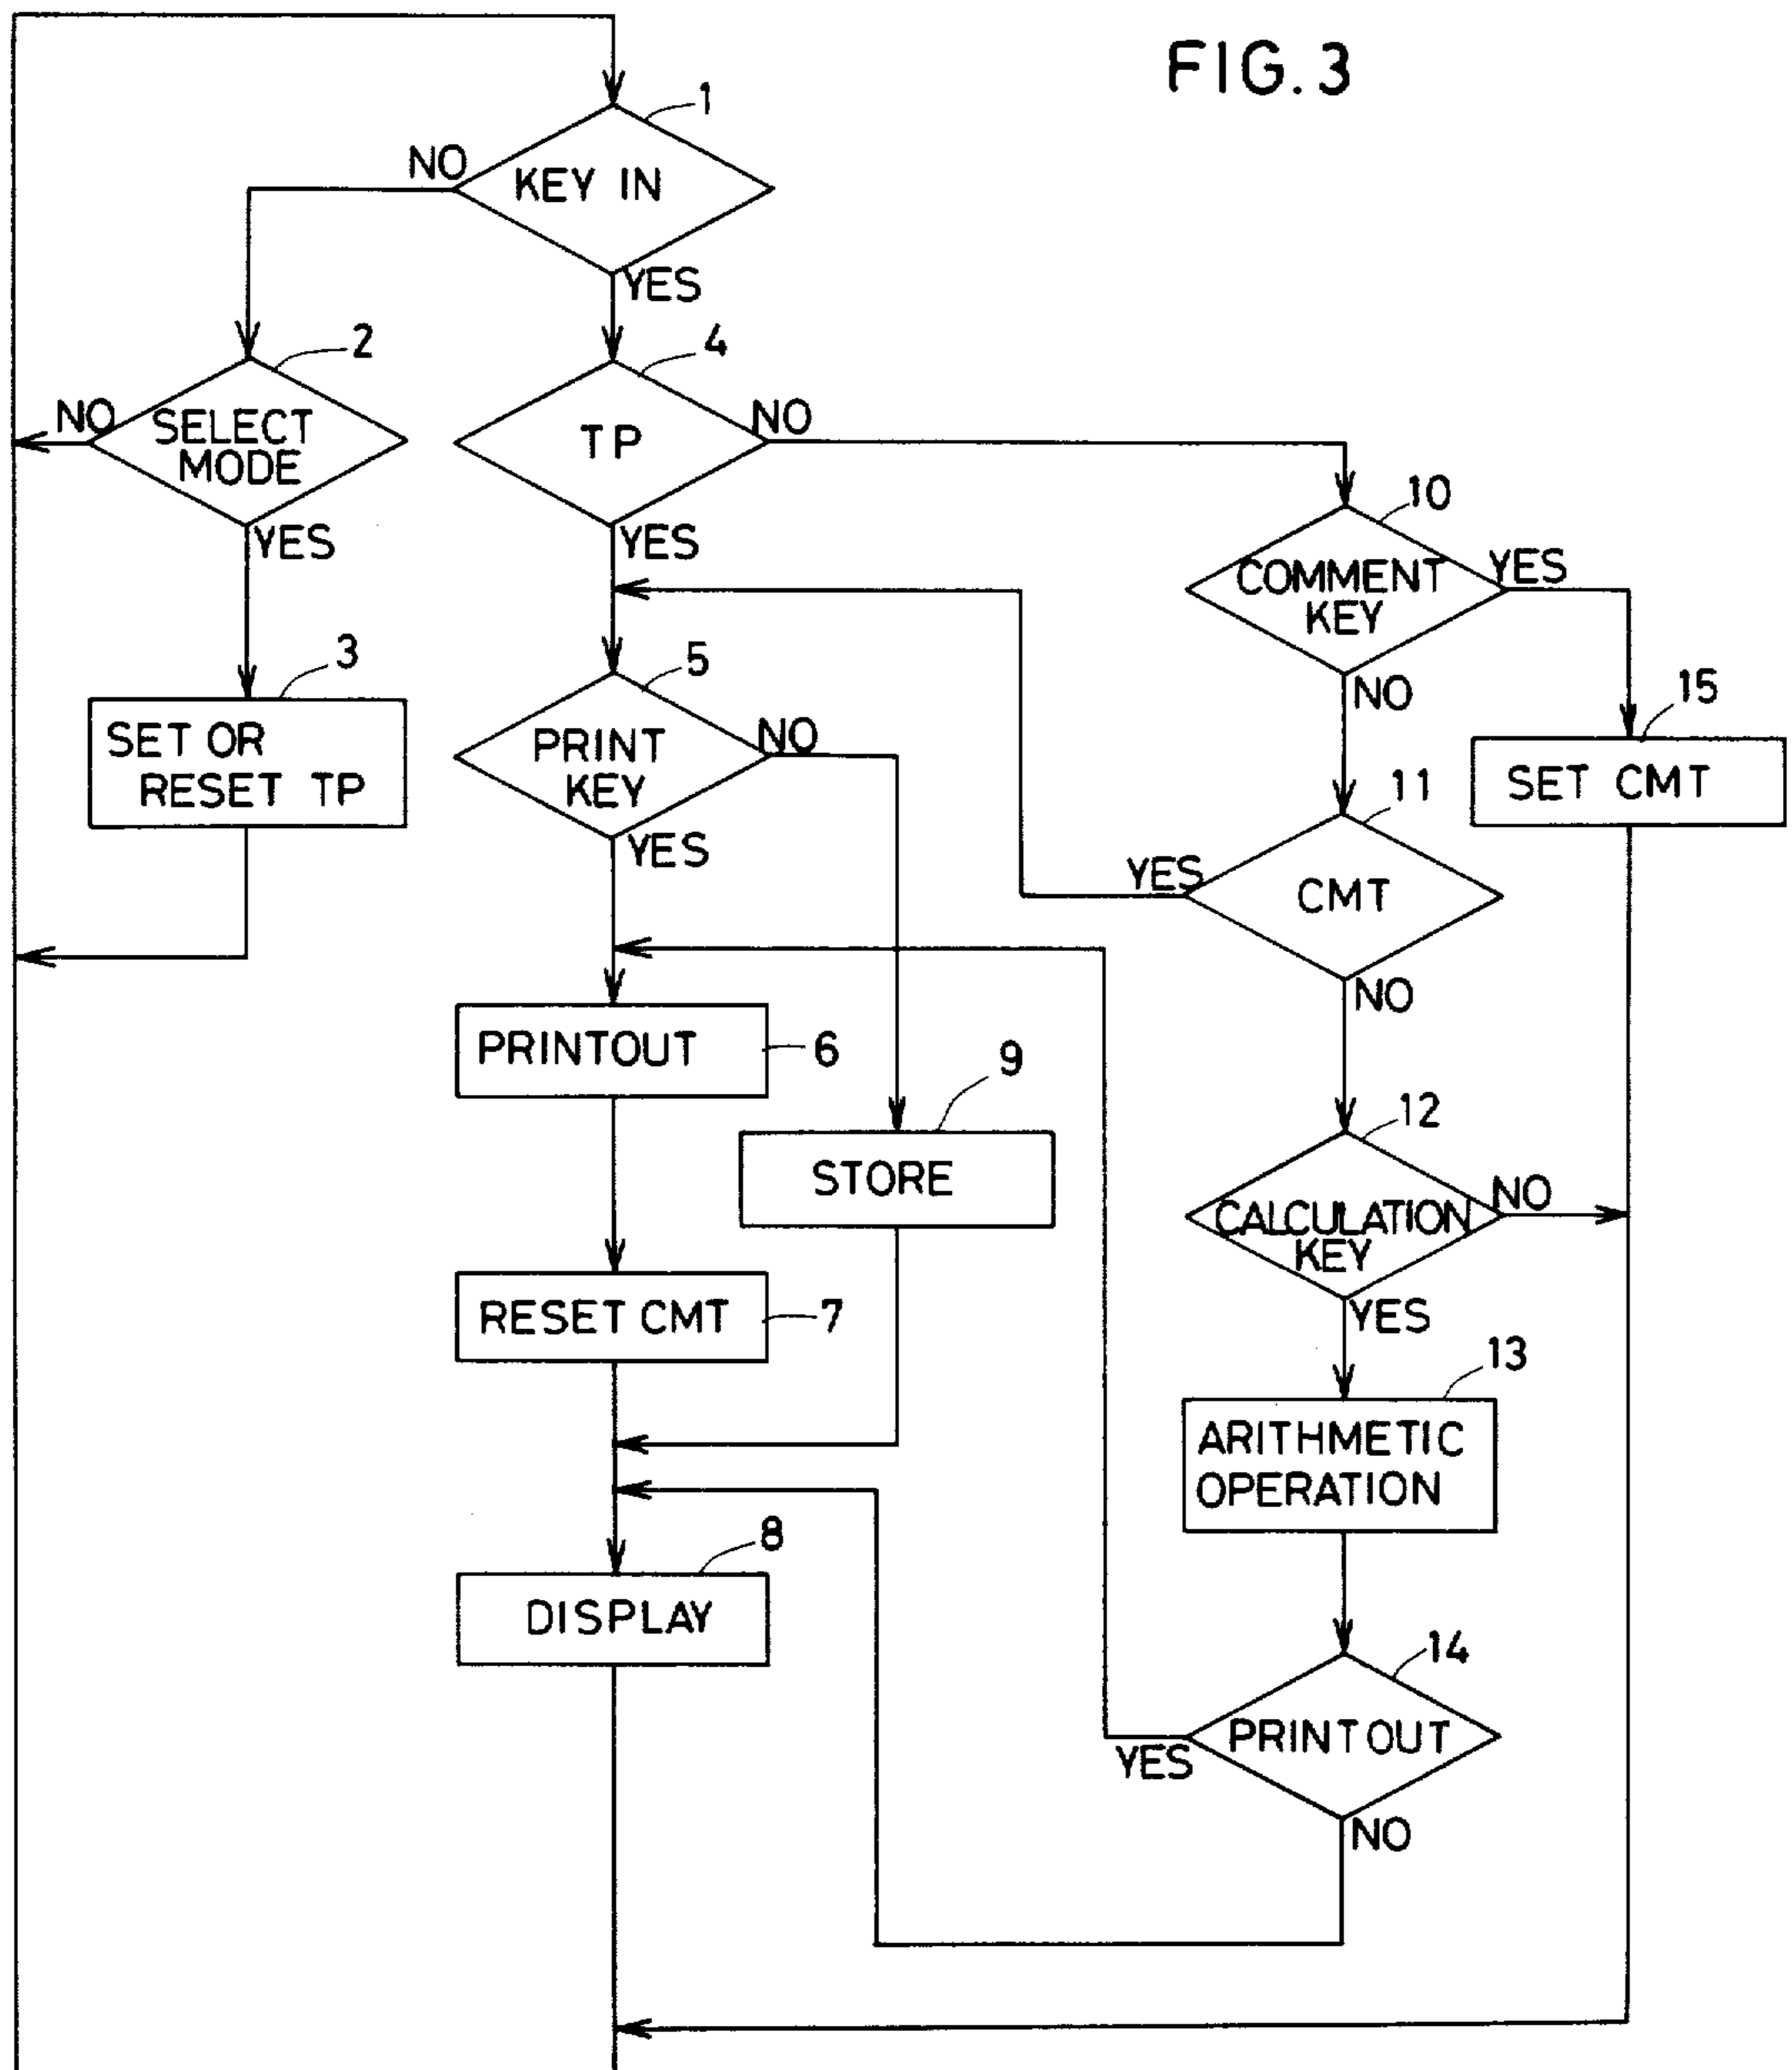 FIG. 3
1
NO
KEY IN
YES
2
NO
SELECT
MODE
YES
3
SET OR
RESET TP
4
TP
NO
YES
5
PRINT
KEY
NO
YES
PRINTOUT
6
9
STORE
RESET CMT
7
8
DISPLAY
10
COMMENT
KEY
YES
NO
15
SET CMT
11
YES
CMT
NO
12
CALCULATION
KEY
NO
YES
13
ARITHMETIC
OPERATION
14
PRINTOUT
YES
NO